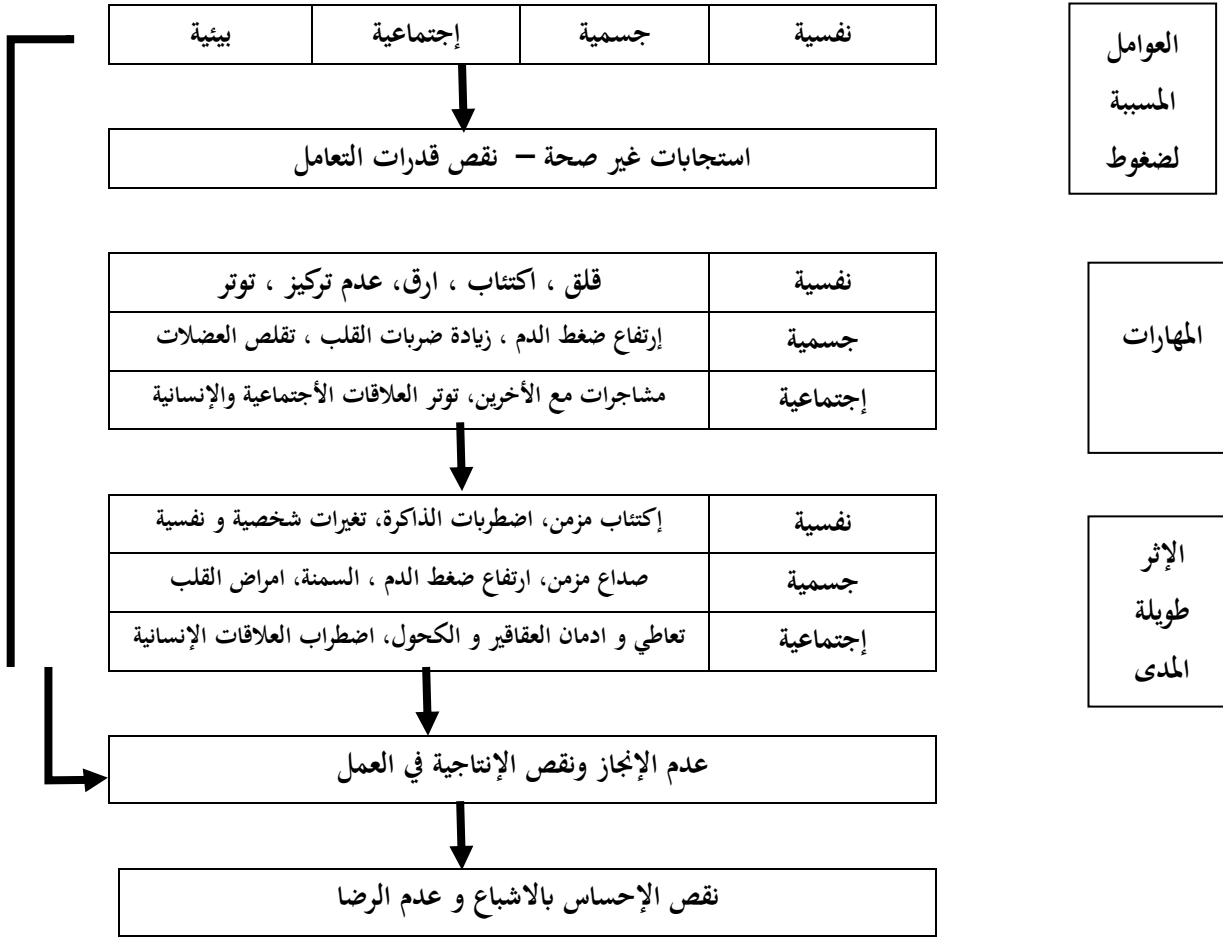 العوامل
المسببة
لضغوط
نفسية
جسمية
إجتماعية
بيئية
استجابات غير صحة – نقص قدرات التعامل
المهارات
نفسية
قلق ، اكتئاب ، ارق، عدم تركيز ، توتر
جسمية
إرتفاع ضغط الدم ، زيادة ضربات القلب ، تقلص العضلات
إجتماعية
مشاجرات مع الأخرين، توتر العلاقات الأجتماعية والإنسانية
الإثر
طويلة
المدى
نفسية
إكتئاب مزمن، اضطربات الذاكرة، تغيرات شخصية و نفسية
جسمية
صداع مزمن، ارتفاع ضغط الدم ، السمنة، امراض القلب
إجتماعية
تعاطي و ادمان العقاقير و الكحول، اضطراب العلاقات الإنسانية
عدم الإنجاز ونقص الإنتاجية في العمل
نقص الإحساس بالاشباع و عدم الرضا